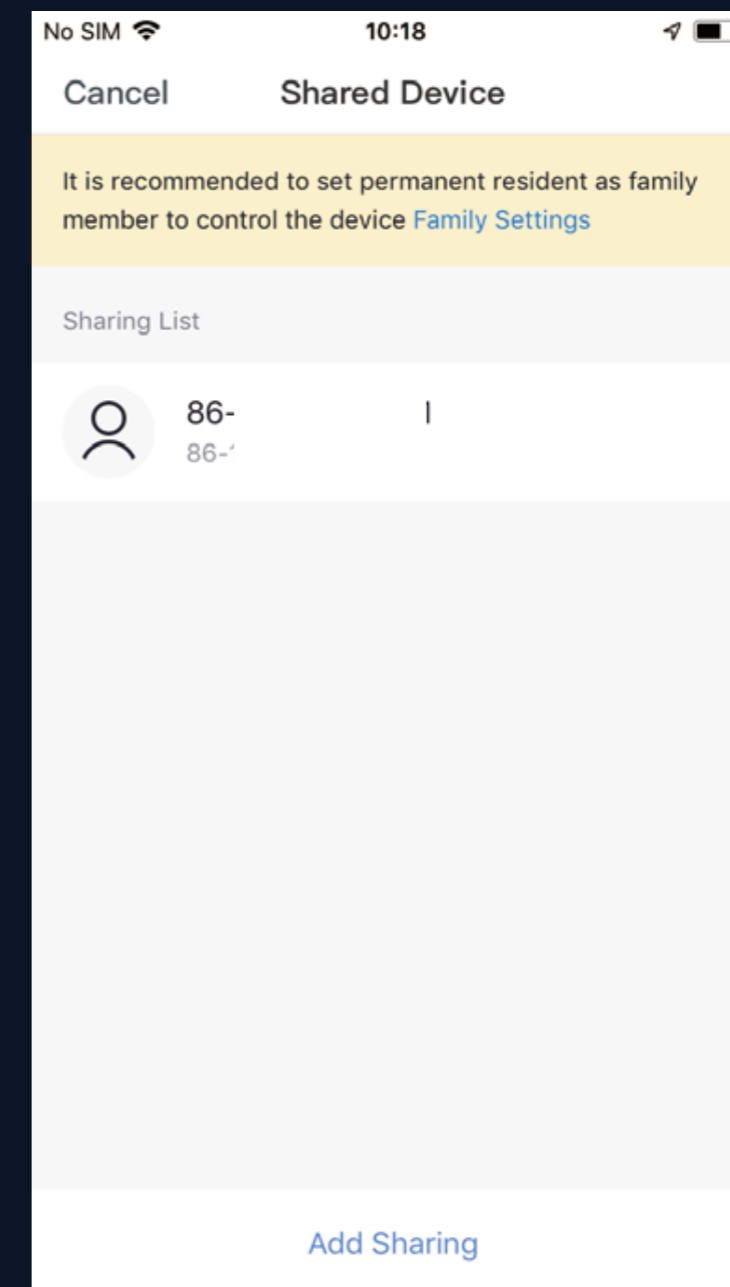 No SIM
10:18
Cancel
Shared Device
It is recommended to set permanent resident as family
member to control the device Family Settings
Sharing List
86-
86-
Add Sharing